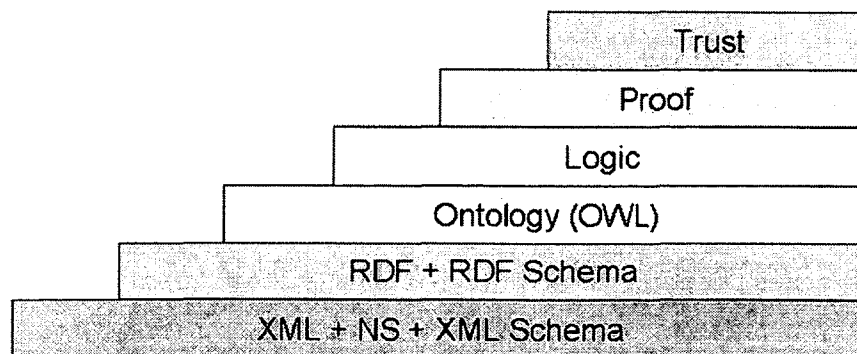 Trust
Proof
Logic
Ontology (OWL)
RDF + RDF Schema
XML + NS + XML Schema